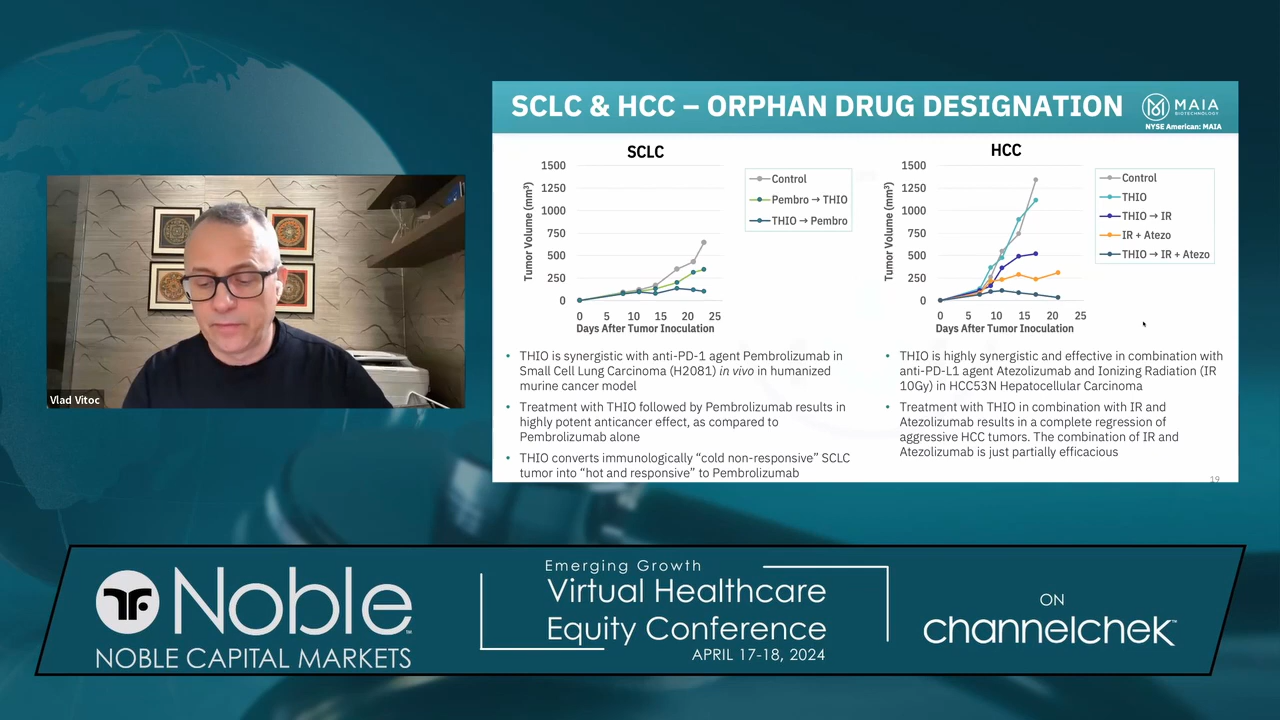 SCLC & HCC – ORPHAN DRUG DESIGNATION
MAIA
BIOTECHNOLOGY
NYSE American: MAIA
SCLC
1500
1250
1000
750
500
250
0
Tumor Volume (mm³)
0 5 10 15 20 25
Days After Tumor Inoculation
Control
Pembro → THIO
THIO → Pembro
HCC
1500
1250
1000
750
500
250
0
Tumor Volume (mm³)
0 5 10 15 20 25
Days After Tumor Inoculation
Control
THIO
THIO → IR
IR + Atezo
THIO → IR + Atezo
• THIO is synergistic with anti-PD-1 agent Pembrolizumab in
Small Cell Lung Carcinoma (H2081) in vivo in humanized
murine cancer model
• Treatment with THIO followed by Pembrolizumab results in
highly potent anticancer effect, as compared to
Pembrolizumab alone
• THIO converts immunologically “cold non-responsive” SCLC
tumor into “hot and responsive” to Pembrolizumab
• THIO is highly synergistic and effective in combination with
anti-PD-L1 agent Atezolizumab and Ionizing Radiation (IR
10Gy) in HCC53N Hepatocellular Carcinoma
• Treatment with THIO in combination with IR and
Atezolizumab results in a complete regression of
aggressive HCC tumors. The combination of IR and
Atezolizumab is just partially efficacious
19
Vlad Vitoc
Noble™
NOBLE CAPITAL MARKETS
Emerging Growth
Virtual Healthcare
Equity Conference
APRIL 17-18, 2024
ON
channelchek™